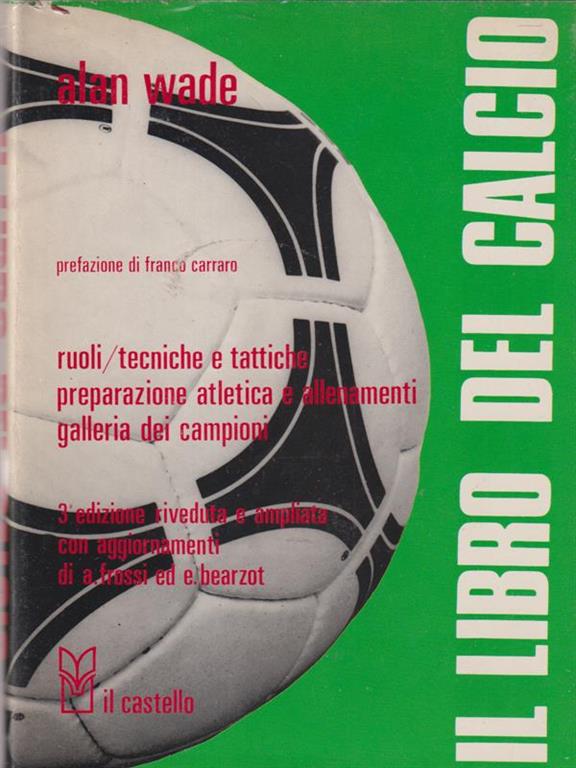 alan wade
prefazione di franco carraro
ruoli/tecniche e tattiche
preparazione atletica e allenamenti
galleria dei campioni
3ª edizione riveduta e ampliata
con aggiornamenti
di a. frossi ed e. bearzot
il castello
IL LIBRO DEL CALCIO